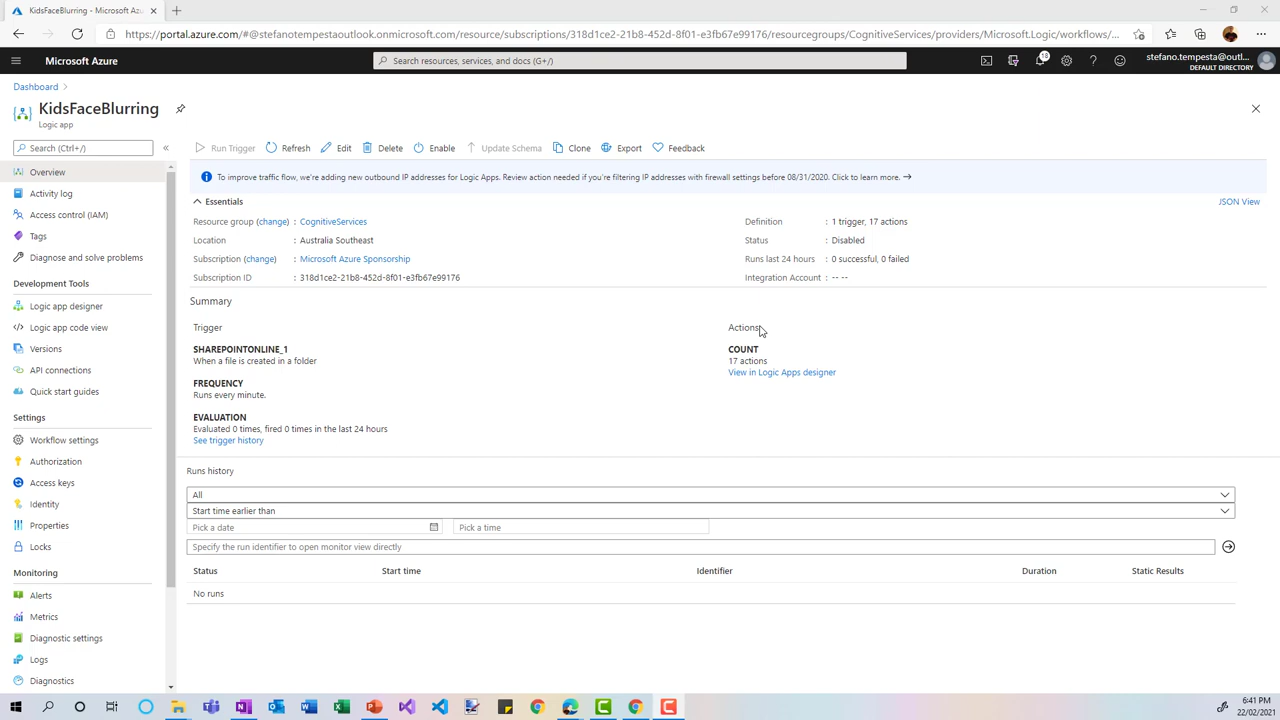 KidsFaceBlurring - Microsoft Az
https://portal.azure.com/#@stefanotempestaoutlook.onmicrosoft.com/resource/subscriptions/318d1ce2-21b8-452d-8f01-e3fb67e99176/resourcegroups/CognitiveServices/providers/Microsoft.Logic/workflows/...
Microsoft Azure
Search resources, services, and docs (G+/)
stefano.tempesta@outl...
DEFAULT DIRECTORY
Dashboard >
KidsFaceBlurring
Logic app
Search (Ctrl+/)
«
Run Trigger Refresh Edit Delete Enable Update Schema Clone Export Feedback
To improve traffic flow, we're adding new outbound IP addresses for Logic Apps. Review action needed if you're filtering IP addresses with firewall settings before 08/31/2020. Click to learn more. →
Essentials
JSON View
Resource group (change) : CognitiveServices
Location : Australia Southeast
Subscription (change) : Microsoft Azure Sponsorship
Subscription ID : 318d1ce2-21b8-452d-8f01-e3fb67e99176
Definition : 1 trigger, 17 actions
Status : Disabled
Runs last 24 hours : 0 successful, 0 failed
Integration Account : -- --
Overview
Activity log
Access control (IAM)
Tags
Diagnose and solve problems
Development Tools
Logic app designer
Logic app code view
Versions
API connections
Quick start guides
Settings
Workflow settings
Authorization
Access keys
Identity
Properties
Locks
Monitoring
Alerts
Metrics
Diagnostic settings
Logs
Diagnostics
Summary
Trigger
SHAREPOINTONLINE_1
When a file is created in a folder
FREQUENCY
Runs every minute.
EVALUATION
Evaluated 0 times, fired 0 times in the last 24 hours
See trigger history
Actions
COUNT
17 actions
View in Logic Apps designer
Runs history
All
Start time earlier than
Pick a date Pick a time
Specify the run identifier to open monitor view directly
Status Start time Identifier Duration Static Results
No runs
6:41 PM
22/02/2021